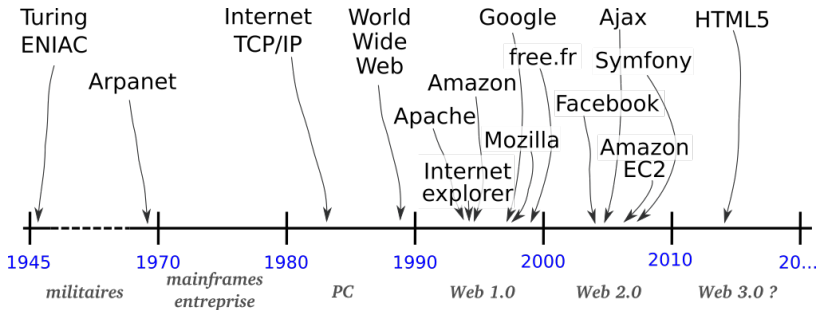 Turing
ENIAC
Arpanet
Internet
TCP/IP
World
Wide
Web
Apache
Amazon
Internet
explorer
Google
free.fr
Mozilla
Ajax
Symfony
Facebook
Amazon
EC2
HTML5
1945
1970
1980
1990
2000
2010
20...
militaires
mainframes
entreprise
PC
Web 1.0
Web 2.0
Web 3.0 ?